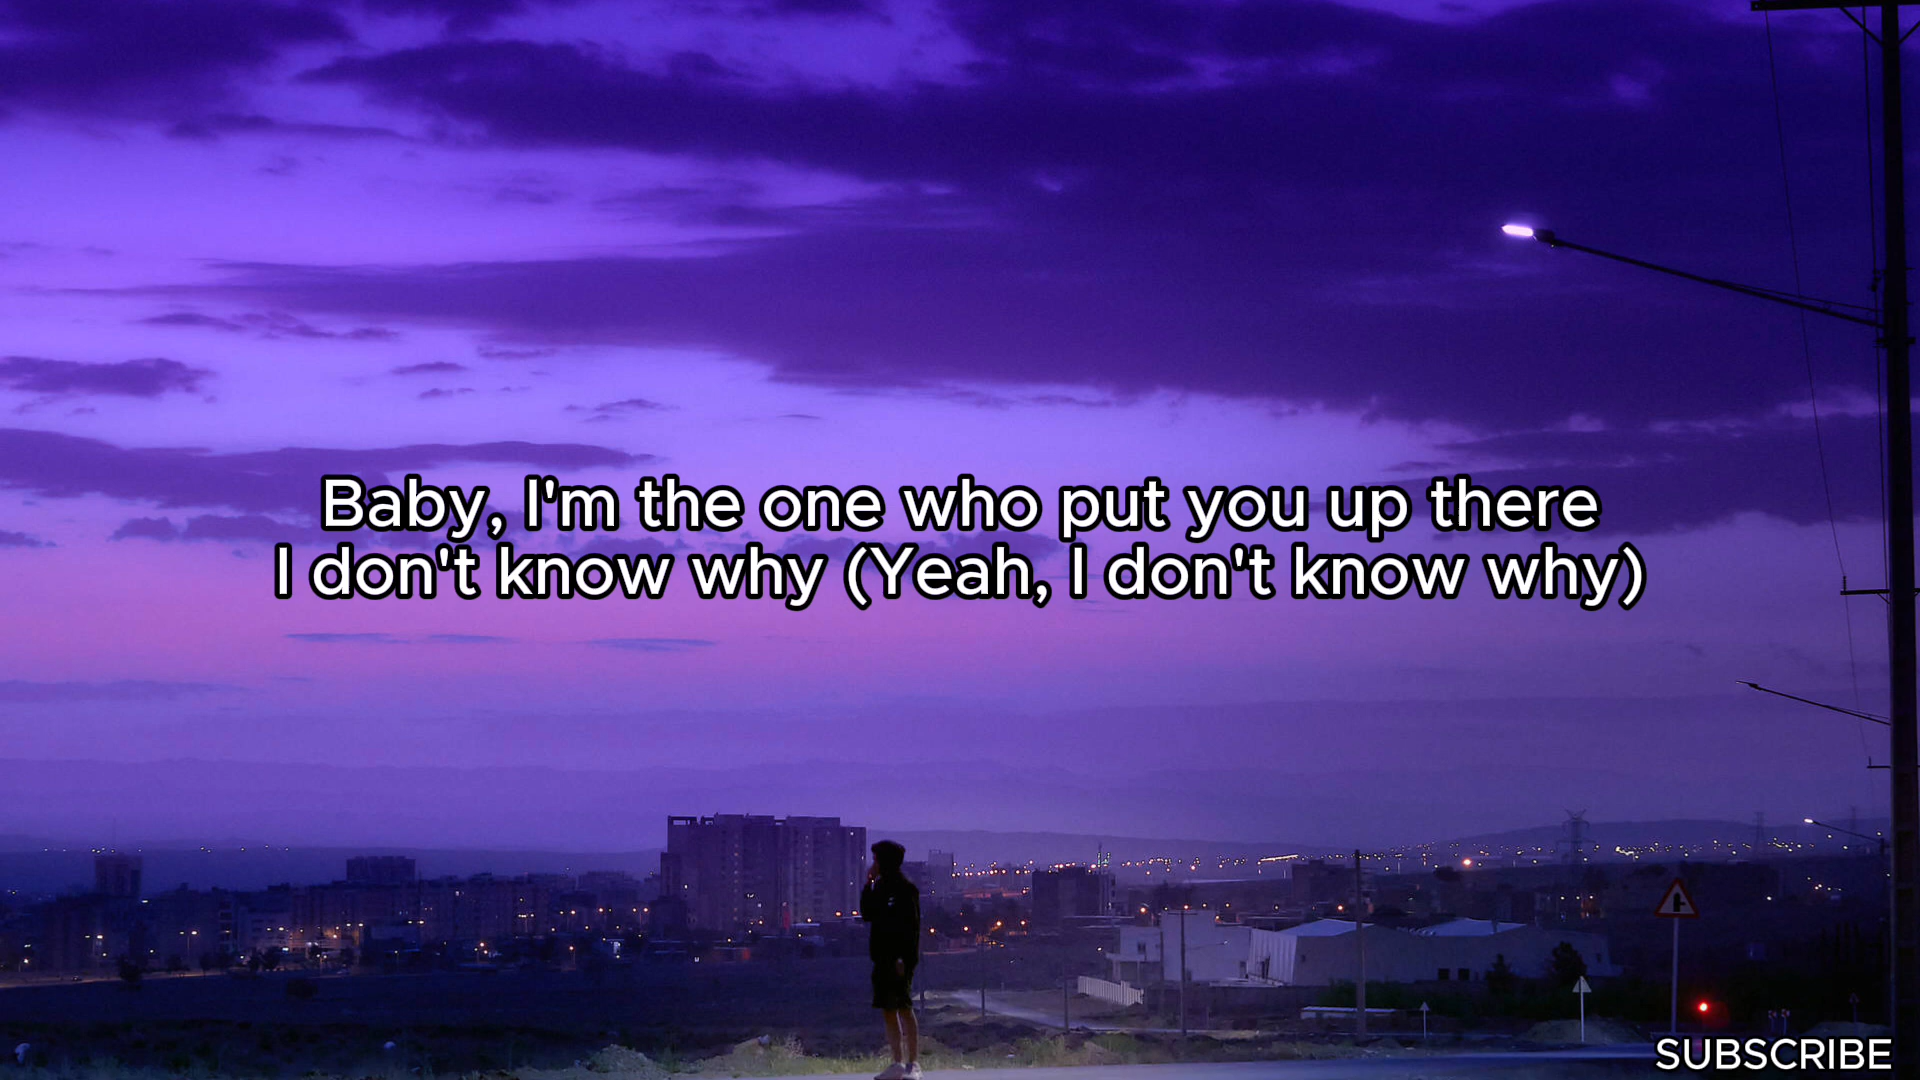 Baby, I'm the one who put you up there
I don't know why (Yeah, I don't know why)
SUBSCRIBE